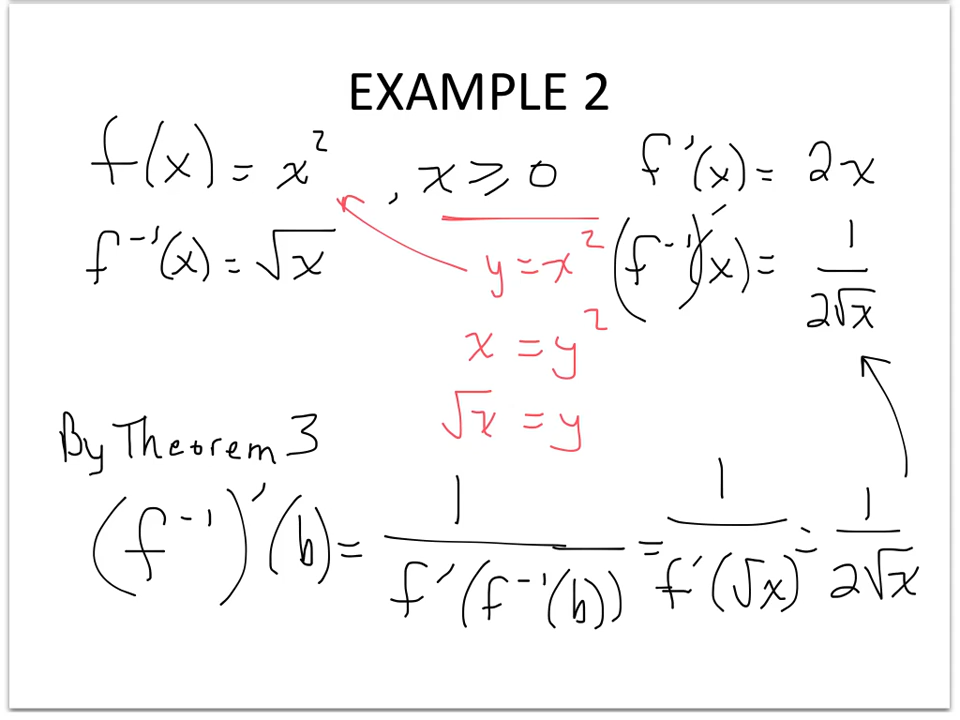 EXAMPLE 2
f(x) = x² , x ≥ 0 f'(x) = 2x
f⁻¹(x) = √x y = x² (f⁻¹)'(x) = 1/(2√x)
x = y²
√x = y
By Theorem 3
(f⁻¹)'(b) = 1/(f'(f⁻¹(b))) = 1/(f'(√x)) = 1/(2√x)